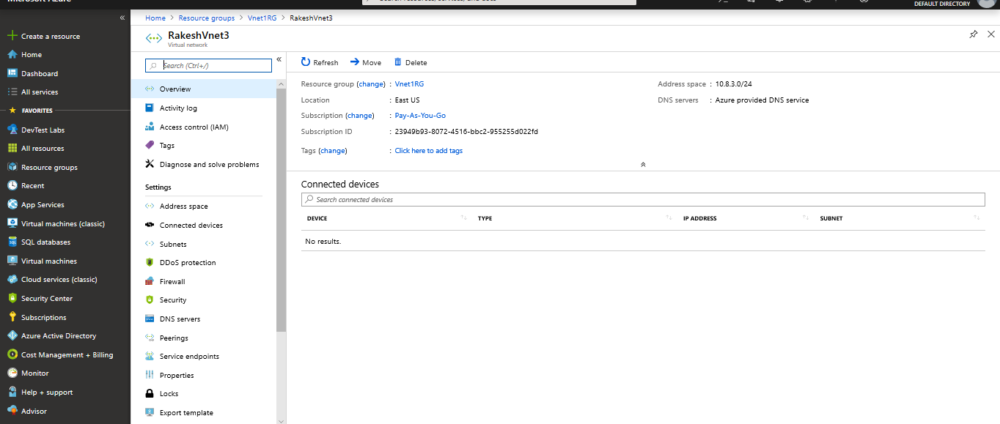 Microsoft Azure
DEFAULT DIRECTORY
«
Create a resource
Home
Dashboard
All services
FAVORITES
DevTest Labs
All resources
Resource groups
Recent
App Services
Virtual machines (classic)
SQL databases
Virtual machines
Cloud services (classic)
Security Center
Subscriptions
Azure Active Directory
Cost Management + Billing
Monitor
Help + support
Advisor
Home > Resource groups > Vnet1RG > RakeshVnet3
RakeshVnet3
Virtual network
Search (Ctrl+/)
«
Overview
Activity log
Access control (IAM)
Tags
Diagnose and solve problems
Settings
Address space
Connected devices
Subnets
DDoS protection
Firewall
Security
DNS servers
Peerings
Service endpoints
Properties
Locks
Export template
Refresh Move Delete
Resource group (change) : Vnet1RG
Location : East US
Subscription (change) : Pay-As-You-Go
Subscription ID : 23949b93-8072-4516-bbc2-955255d022fd
Tags (change) : Click here to add tags
Address space : 10.8.3.0/24
DNS servers : Azure provided DNS service
Connected devices
Search connected devices
DEVICE TYPE IP ADDRESS SUBNET
No results.